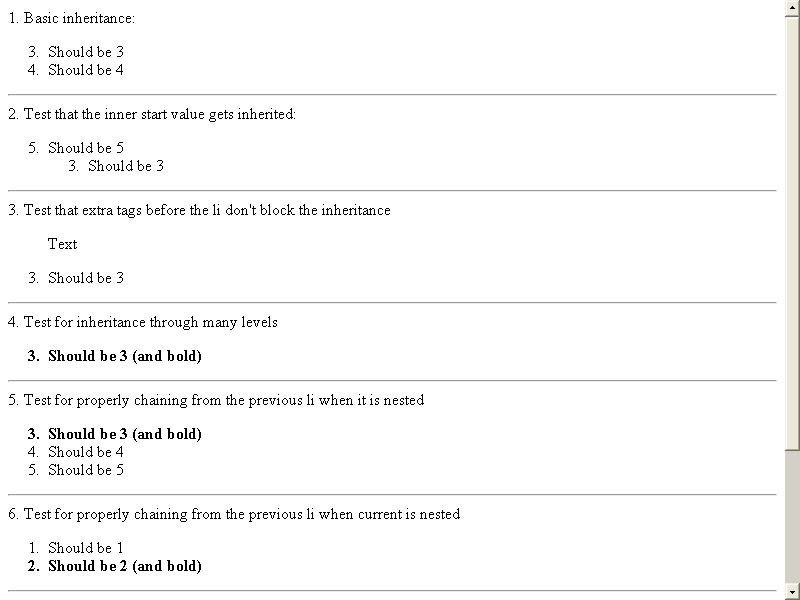 1. Basic inheritance:
3. Should be 3
4. Should be 4
2. Test that the inner start value gets inherited:
5. Should be 5
3. Should be 3
3. Test that extra tags before the li don't block the inheritance
Text
3. Should be 3
4. Test for inheritance through many levels
3. Should be 3 (and bold)
5. Test for properly chaining from the previous li when it is nested
3. Should be 3 (and bold)
4. Should be 4
5. Should be 5
6. Test for properly chaining from the previous li when current is nested
1. Should be 1
2. Should be 2 (and bold)